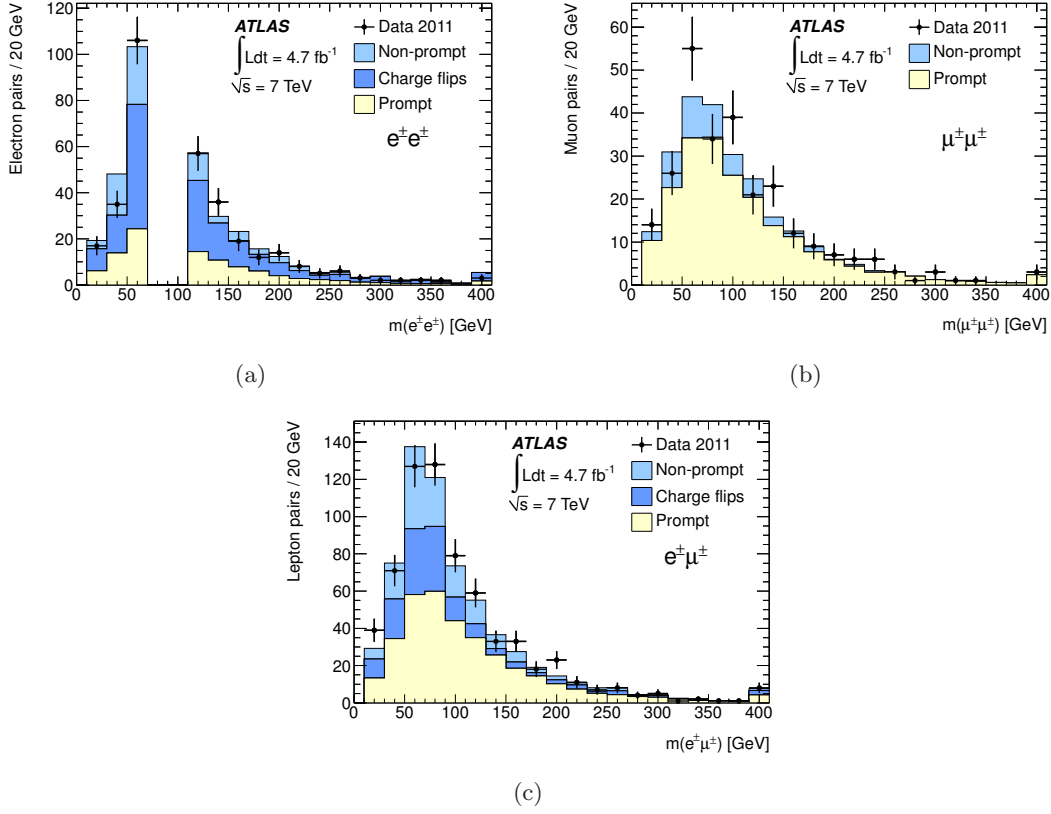 ATLAS
∫Ldt = 4.7 fb⁻¹
√s = 7 TeV
Data 2011
Non-prompt
Charge flips
Prompt
e±e±
Electron pairs / 20 GeV
0 20 40 60 80 100 120
0 50 100 150 200 250 300 350 400
m(e±e±) [GeV]
(a)
ATLAS
∫Ldt = 4.7 fb⁻¹
√s = 7 TeV
Data 2011
Non-prompt
Prompt
μ±μ±
Muon pairs / 20 GeV
0 10 20 30 40 50 60
0 50 100 150 200 250 300 350 400
m(μ±μ±) [GeV]
(b)
ATLAS
∫Ldt = 4.7 fb⁻¹
√s = 7 TeV
Data 2011
Non-prompt
Charge flips
Prompt
e±μ±
Lepton pairs / 20 GeV
0 20 40 60 80 100 120 140
0 50 100 150 200 250 300 350 400
m(e±μ±) [GeV]
(c)